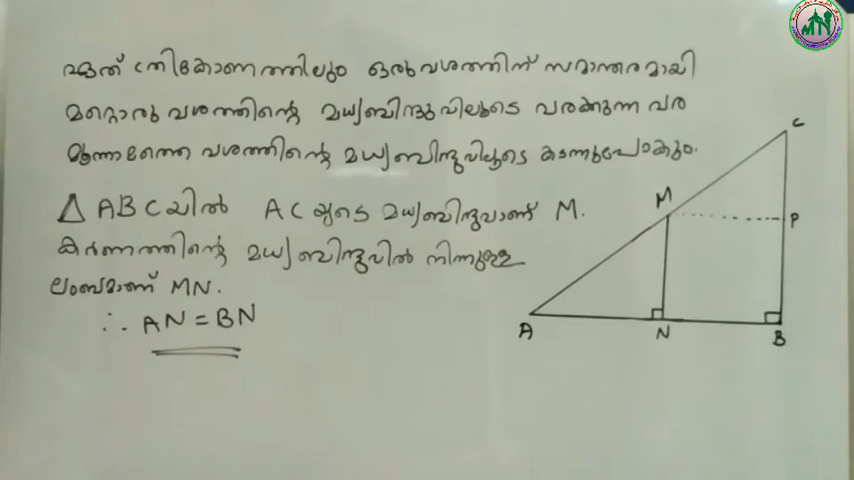 ഏത് ത്രികോണത്തിലും ഒരു വശത്തിന് സമാന്തരമായി
മറ്റൊരു വശത്തിന്റെ മധ്യബിന്ദുവിലൂടെ വരക്കുന്ന വര
മൂന്നാമത്തെ വശത്തിന്റെ മധ്യബിന്ദുവിലൂടെ കടന്നുപോകും.
△ ABC യിൽ AC യുടെ മധ്യബിന്ദുവാണ് M.
കർണത്തിന്റെ മധ്യബിന്ദുവിൽ നിന്നുള്ള
ലംബമാണ് MN.
∴ AN = BN
C
M
P
A
N
B
MN